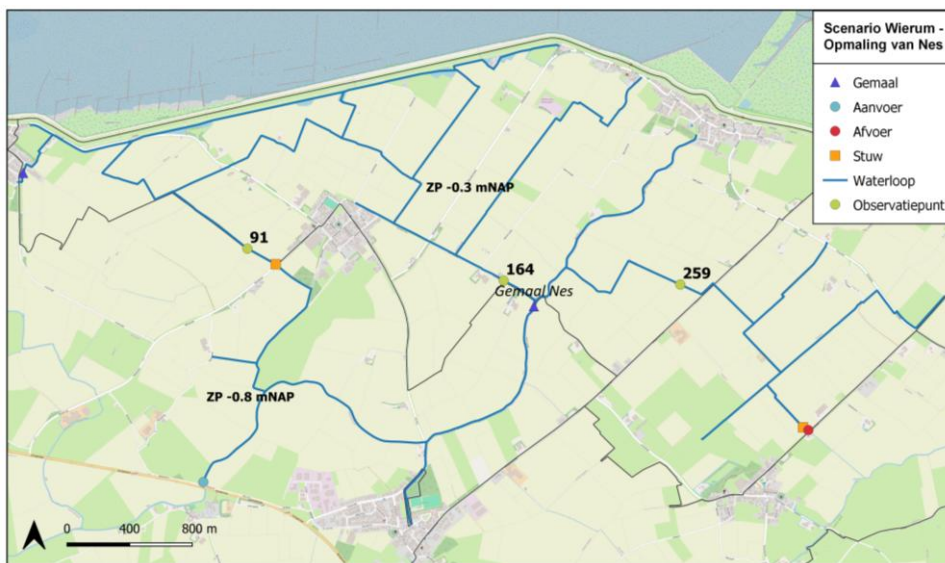 Scenario Wierum -
Opmaling van Nes
Gemaal
Aanvoer
Afvoer
Stuw
Waterloop
Observatiepunt
ZP -0.3 mNAP
91
164
Gemaal Nes
259
ZP -0.8 mNAP
0 400 800 m